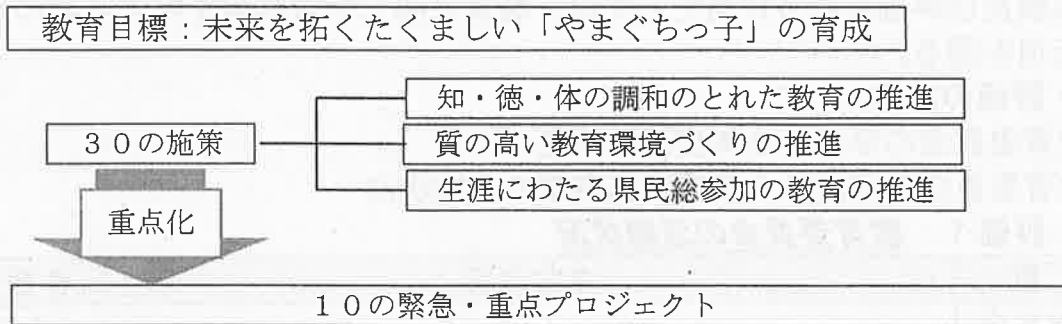 教育目標：未来を拓くたくましい「やまぐちっ子」の育成
知・徳・体の調和のとれた教育の推進
３０の施策
質の高い教育環境づくりの推進
生涯にわたる県民総参加の教育の推進
重点化
１０の緊急・重点プロジェクト